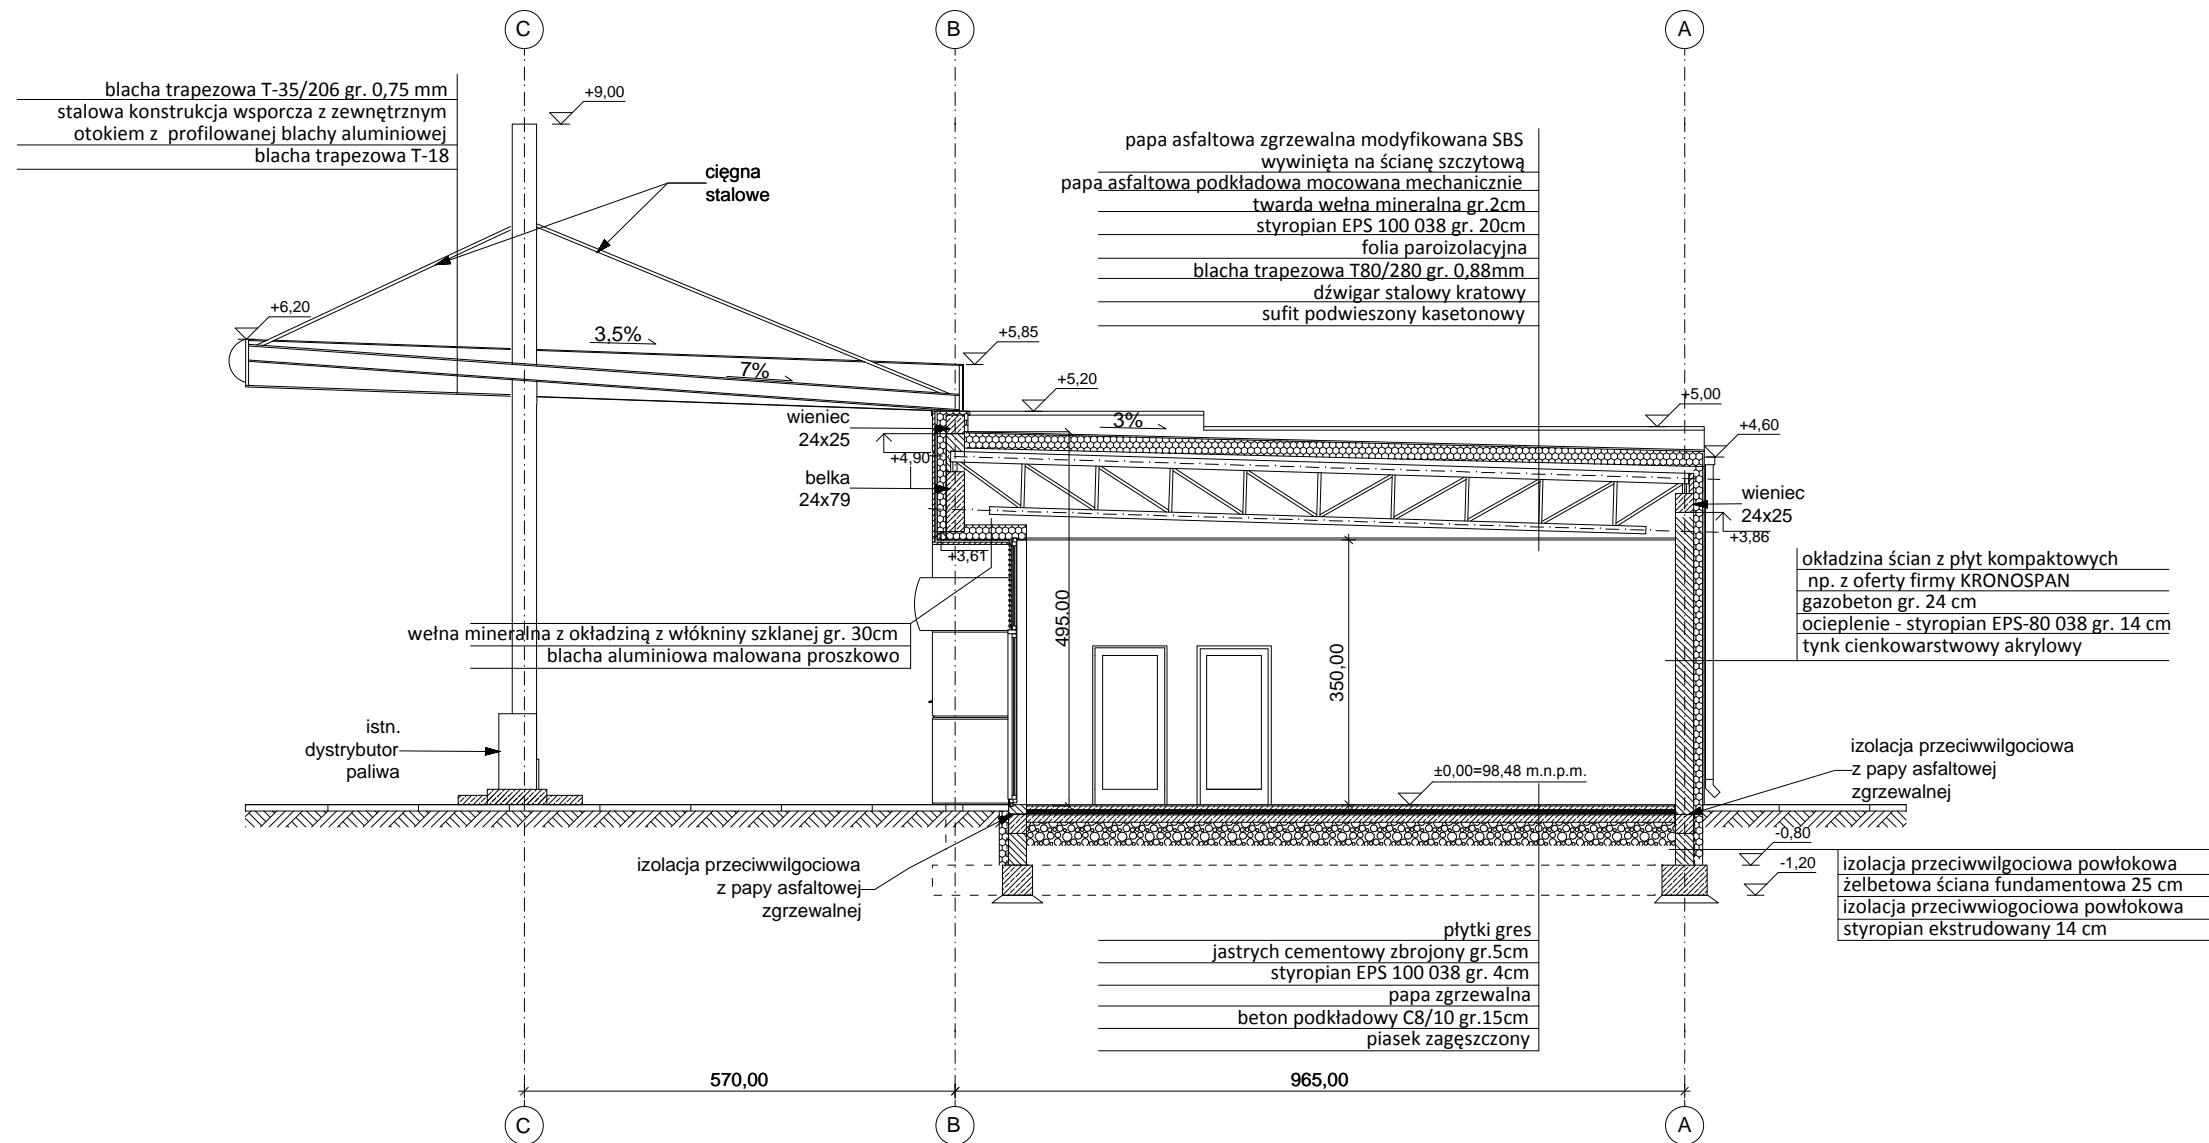 C
B
A
blacha trapezowa T-35/206 gr. 0,75 mm
stalowa konstrukcja wsporcza z zewnętrznym
otokiem z profilowanej blachy aluminiowej
blacha trapezowa T-18
+9,00
cięgna
stalowe
papa asfaltowa zgrzewalna modyfikowana SBS
wywinięta na ścianę szczytową
papa asfaltowa podkładowa mocowana mechanicznie
twarda wełna mineralna gr.2cm
styropian EPS 100 038 gr. 20cm
folia paroizolacyjna
blacha trapezowa T80/280 gr. 0,88mm
dźwigar stalowy kratowy
sufit podwieszony kasetonowy
+6,20
3,5%
7%
+5,85
+5,20
+5,00
+4,60
3%
wieniec
24x25
+4,90
belka
24x79
wieniec
24x25
+3,86
+3,61
okładzina ścian z płyt kompaktowych
np. z oferty firmy KRONOSPAN
gazobeton gr. 24 cm
ocieplenie - styropian EPS-80 038 gr. 14 cm
tynk cienkowarstwowy akrylowy
wełna mineralna z okładziną z włókniny szklanej gr. 30cm
blacha aluminiowa malowana proszkowo
495.00
350,00
istn.
dystrybutor
paliwa
±0,00=98,48 m.n.p.m.
izolacja przeciwwilgociowa
z papy asfaltowej
zgrzewalnej
-0,80
-1,20
izolacja przeciwwilgociowa
z papy asfaltowej
zgrzewalnej
izolacja przeciwwilgociowa powłokowa
żelbetowa ściana fundamentowa 25 cm
izolacja przeciwwiogociowa powłokowa
styropian ekstrudowany 14 cm
płytki gres
jastrych cementowy zbrojony gr.5cm
styropian EPS 100 038 gr. 4cm
papa zgrzewalna
beton podkładowy C8/10 gr.15cm
piasek zagęszczony
570,00
965,00
C
B
A